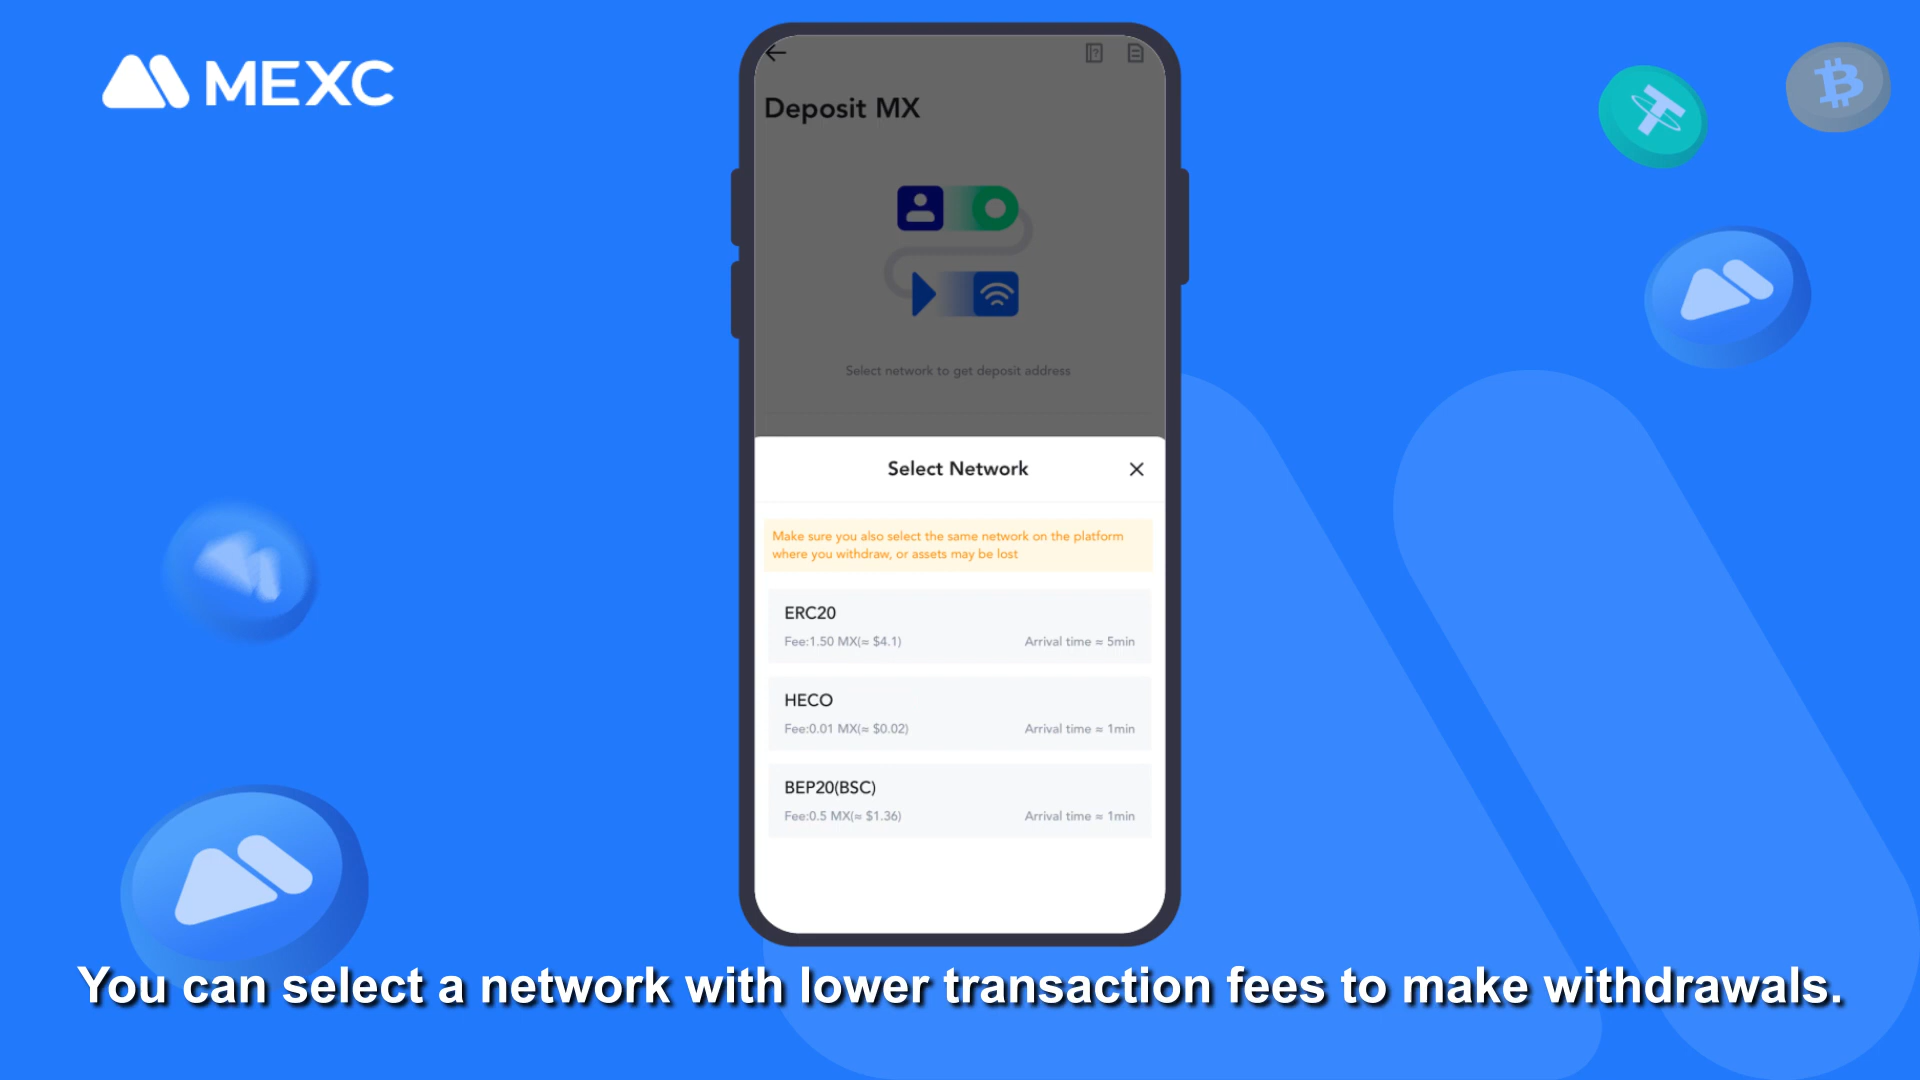 MEXC
Deposit MX
Select network to get deposit address
Select Network
Make sure you also select the same network on the platform
where you withdraw, or assets may be lost
ERC20
Fee:1.50 MX(≈ $4.1) Arrival time ≈ 5min
HECO
Fee:0.01 MX(≈ $0.02) Arrival time ≈ 1min
BEP20(BSC)
Fee:0.5 MX(≈ $1.36) Arrival time ≈ 1min
You can select a network with lower transaction fees to make withdrawals.